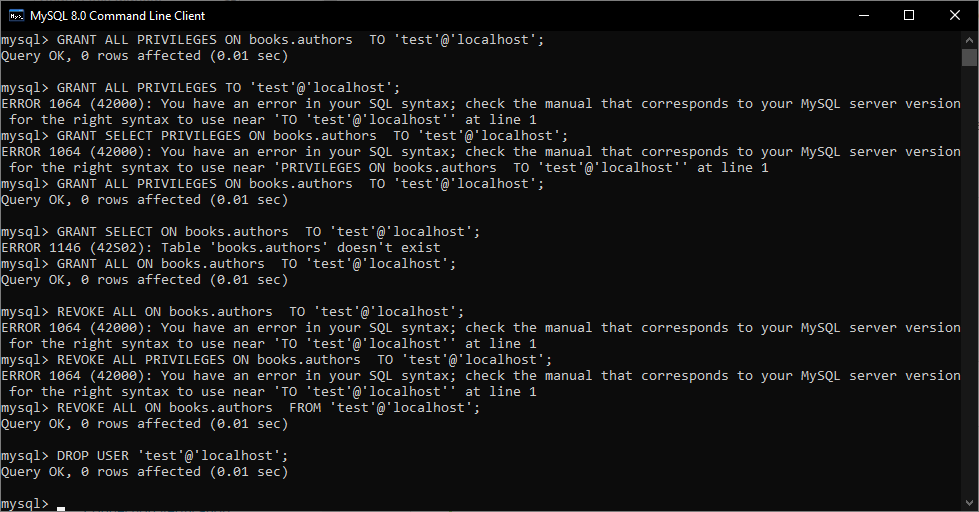 MySQL 8.0 Command Line Client
mysql> GRANT ALL PRIVILEGES ON books.authors  TO 'test'@'localhost';
Query OK, 0 rows affected (0.01 sec)
mysql> GRANT ALL PRIVILEGES TO 'test'@'localhost';
ERROR 1064 (42000): You have an error in your SQL syntax; check the manual that corresponds to your MySQL server version
 for the right syntax to use near 'TO 'test'@'localhost'' at line 1
mysql> GRANT SELECT PRIVILEGES ON books.authors  TO 'test'@'localhost';
ERROR 1064 (42000): You have an error in your SQL syntax; check the manual that corresponds to your MySQL server version
 for the right syntax to use near 'PRIVILEGES ON books.authors  TO 'test'@'localhost'' at line 1
mysql> GRANT ALL PRIVILEGES ON books.authors  TO 'test'@'localhost';
Query OK, 0 rows affected (0.01 sec)
mysql> GRANT SELECT ON books.authors  TO 'test'@'localhost';
ERROR 1146 (42S02): Table 'books.authors' doesn't exist
mysql> GRANT ALL ON books.authors  TO 'test'@'localhost';
Query OK, 0 rows affected (0.01 sec)
mysql> REVOKE ALL ON books.authors  TO 'test'@'localhost';
ERROR 1064 (42000): You have an error in your SQL syntax; check the manual that corresponds to your MySQL server version
 for the right syntax to use near 'TO 'test'@'localhost'' at line 1
mysql> REVOKE ALL PRIVILEGES ON books.authors  TO 'test'@'localhost';
ERROR 1064 (42000): You have an error in your SQL syntax; check the manual that corresponds to your MySQL server version
 for the right syntax to use near 'TO 'test'@'localhost'' at line 1
mysql> REVOKE ALL ON books.authors  FROM 'test'@'localhost';
Query OK, 0 rows affected (0.01 sec)
mysql> DROP USER 'test'@'localhost';
Query OK, 0 rows affected (0.01 sec)
mysql>